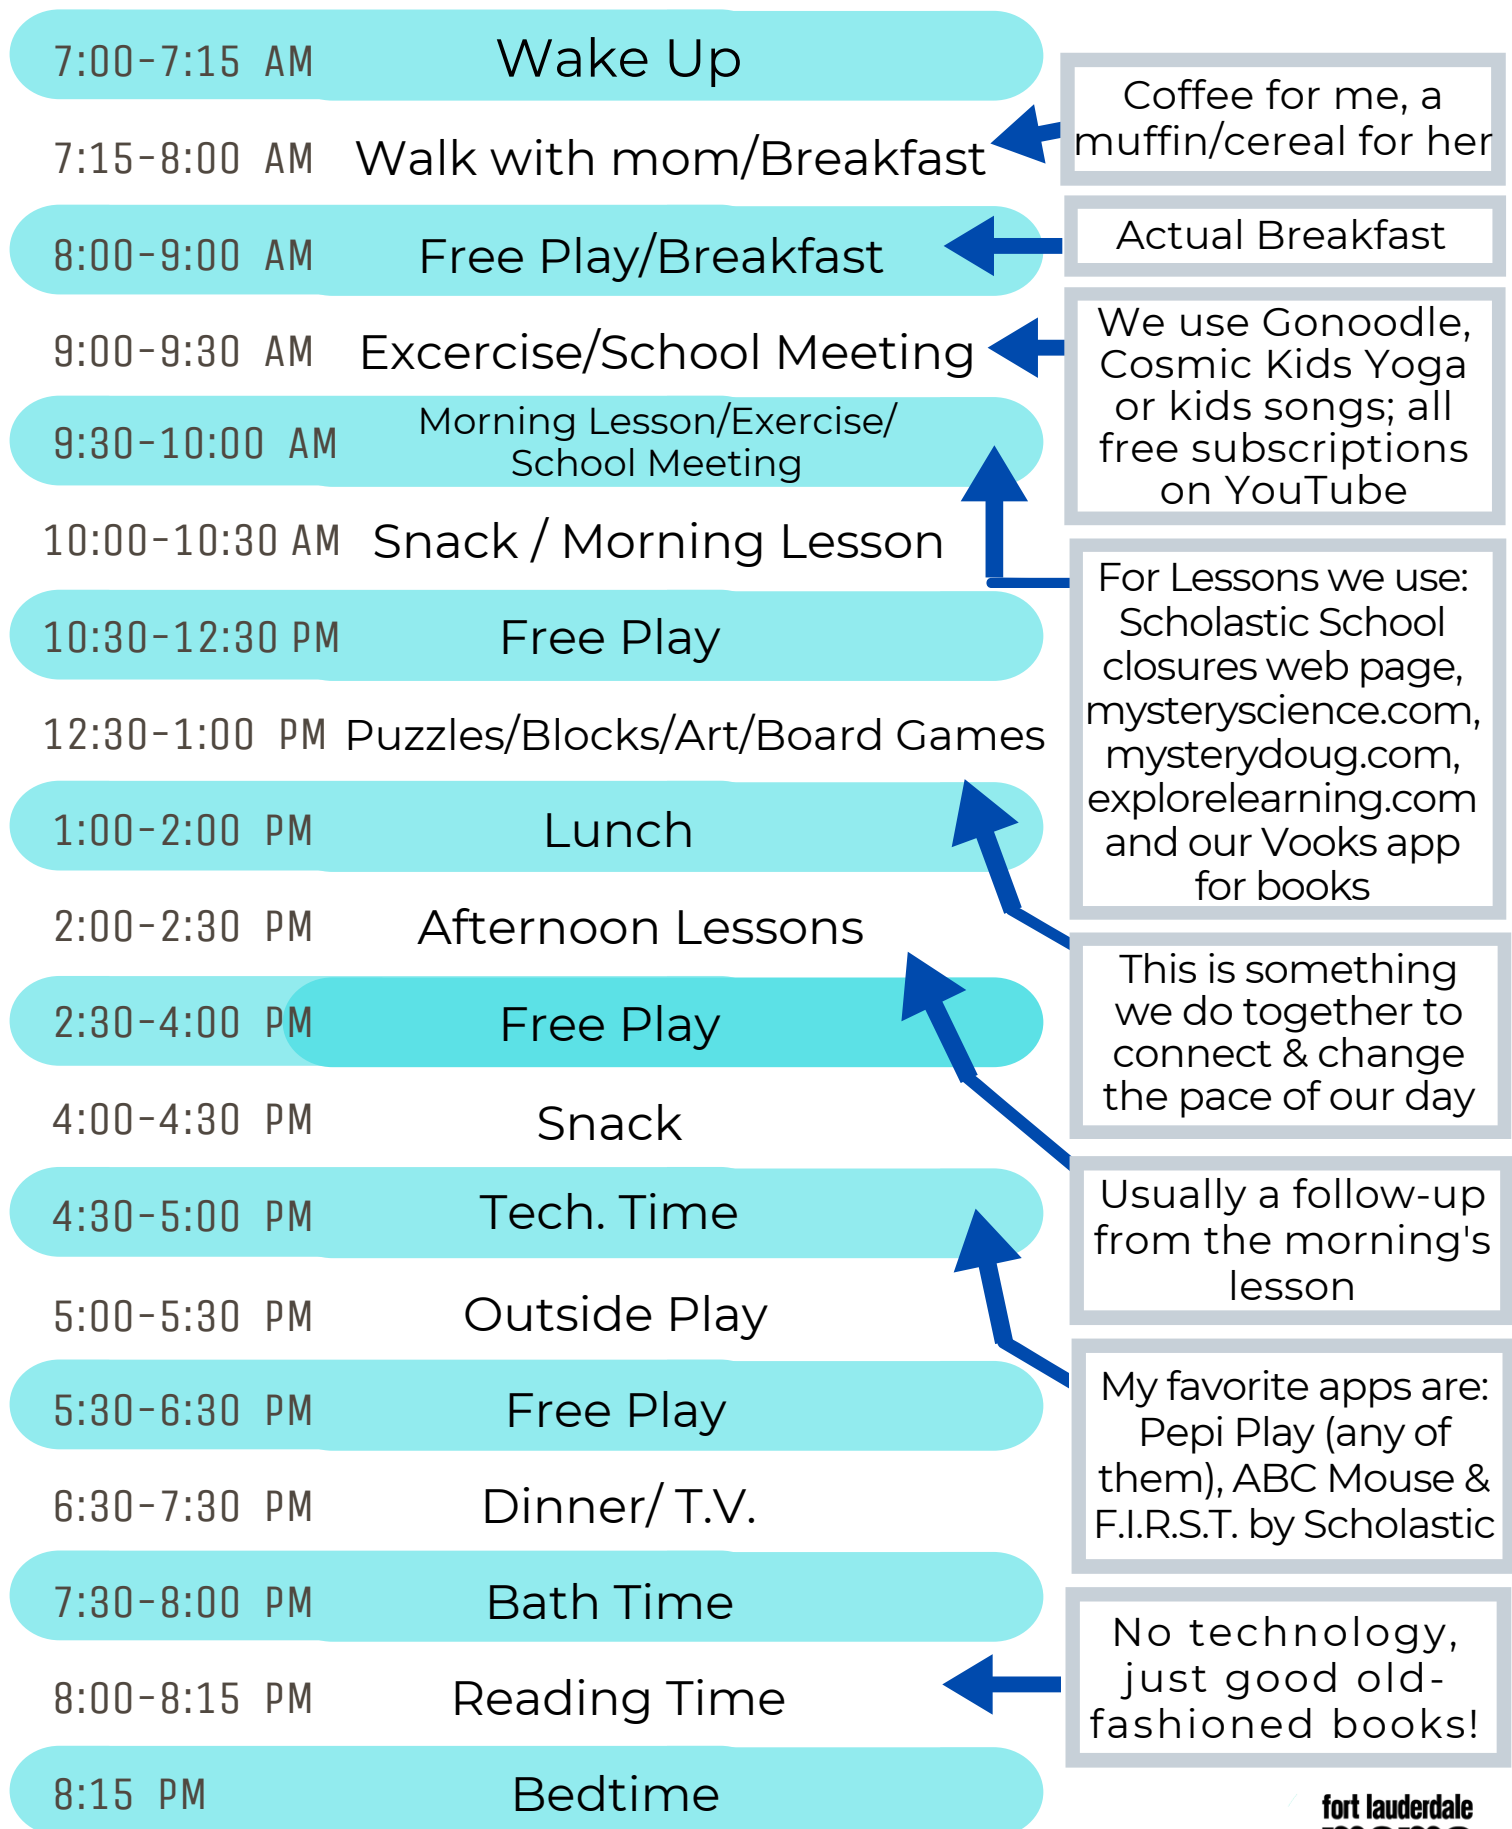 7:00-7:15 AM Wake Up
Coffee for me, a
muffin/cereal for her
7:15-8:00 AM Walk with mom/Breakfast
8:00-9:00 AM Free Play/Breakfast
Actual Breakfast
9:00-9:30 AM Excercise/School Meeting
We use Gonoodle,
Cosmic Kids Yoga
or kids songs; all
free subscriptions
on YouTube
9:30-10:00 AM Morning Lesson/Exercise/
School Meeting
10:00-10:30 AM Snack / Morning Lesson
For Lessons we use:
Scholastic School
closures web page,
mysteryscience.com,
mysterydoug.com,
explorelearning.com
and our Vooks app
for books
10:30-12:30 PM Free Play
12:30-1:00 PM Puzzles/Blocks/Art/Board Games
This is something
we do together to
connect & change
the pace of our day
1:00-2:00 PM Lunch
2:00-2:30 PM Afternoon Lessons
Usually a follow-up
from the morning's
lesson
2:30-4:00 PM Free Play
4:00-4:30 PM Snack
4:30-5:00 PM Tech. Time
My favorite apps are:
Pepi Play (any of
them), ABC Mouse &
F.I.R.S.T. by Scholastic
5:00-5:30 PM Outside Play
5:30-6:30 PM Free Play
6:30-7:30 PM Dinner/ T.V.
7:30-8:00 PM Bath Time
8:00-8:15 PM Reading Time
No technology,
just good old-
fashioned books!
8:15 PM Bedtime
fort lauderdale